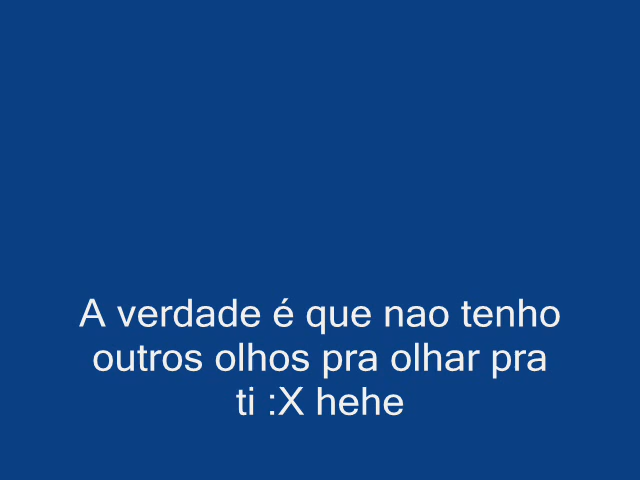 A verdade é que nao tenho
outros olhos pra olhar pra
ti :X hehe